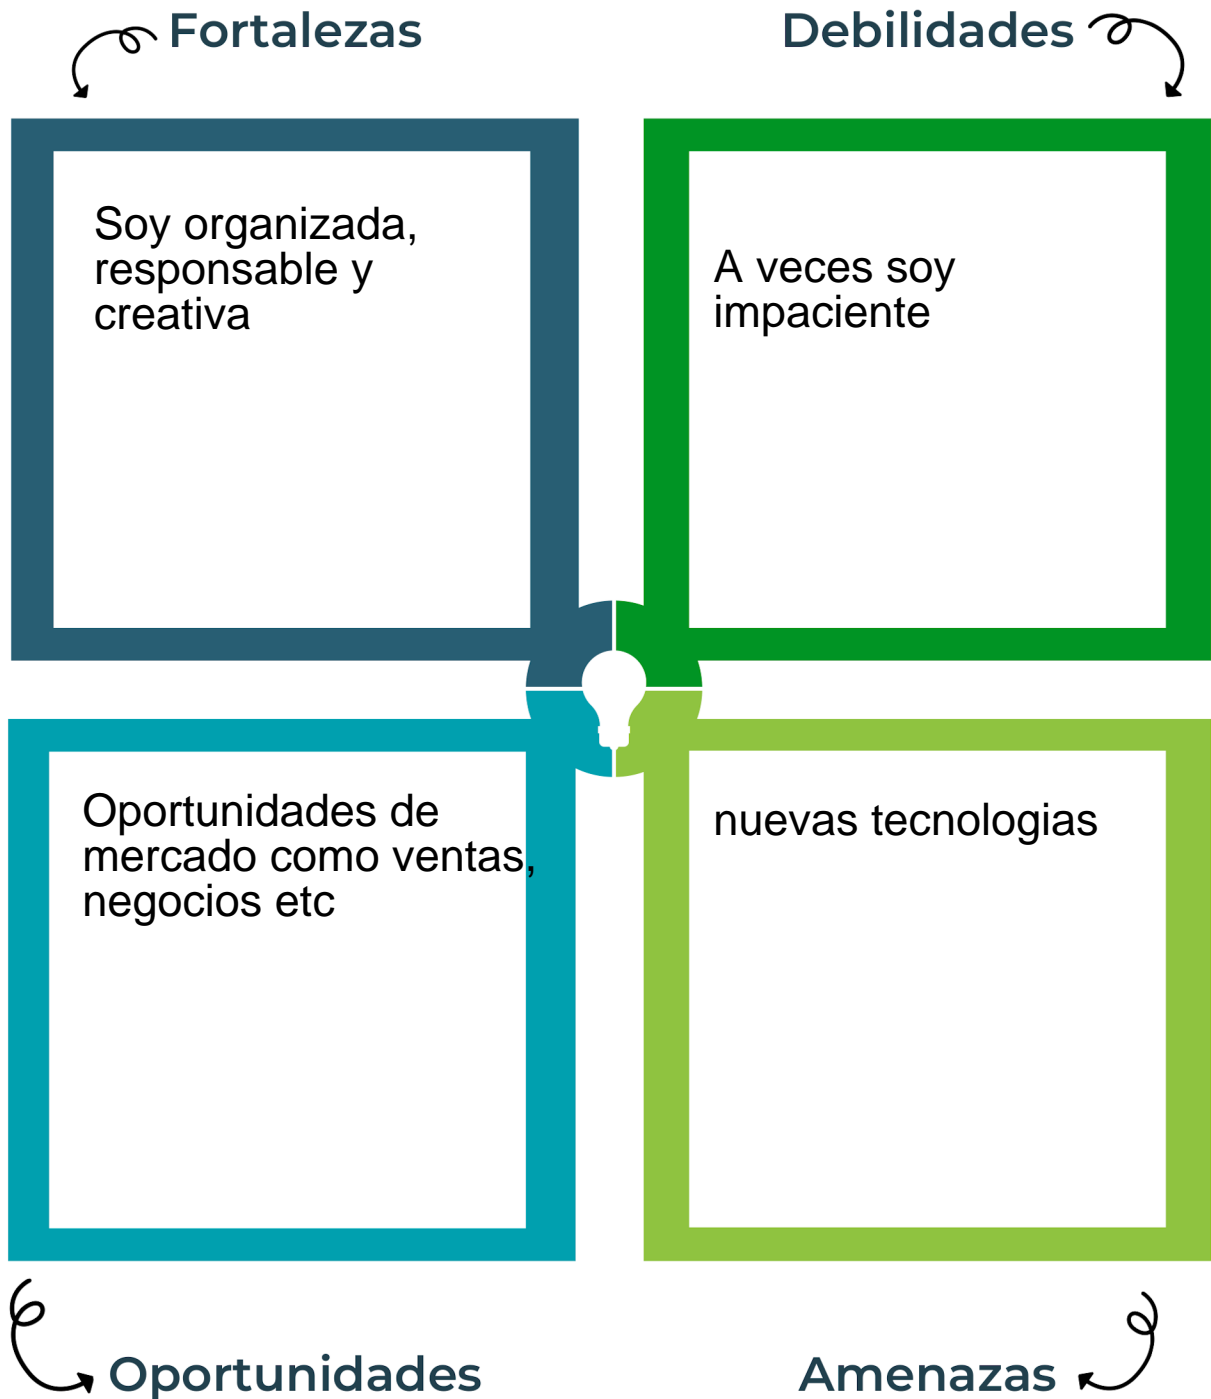 Fortalezas
Debilidades
Soy organizada,
responsable y
creativa
A veces soy
impaciente
Oportunidades de
mercado como ventas,
negocios etc
nuevas tecnologias
Oportunidades
Amenazas